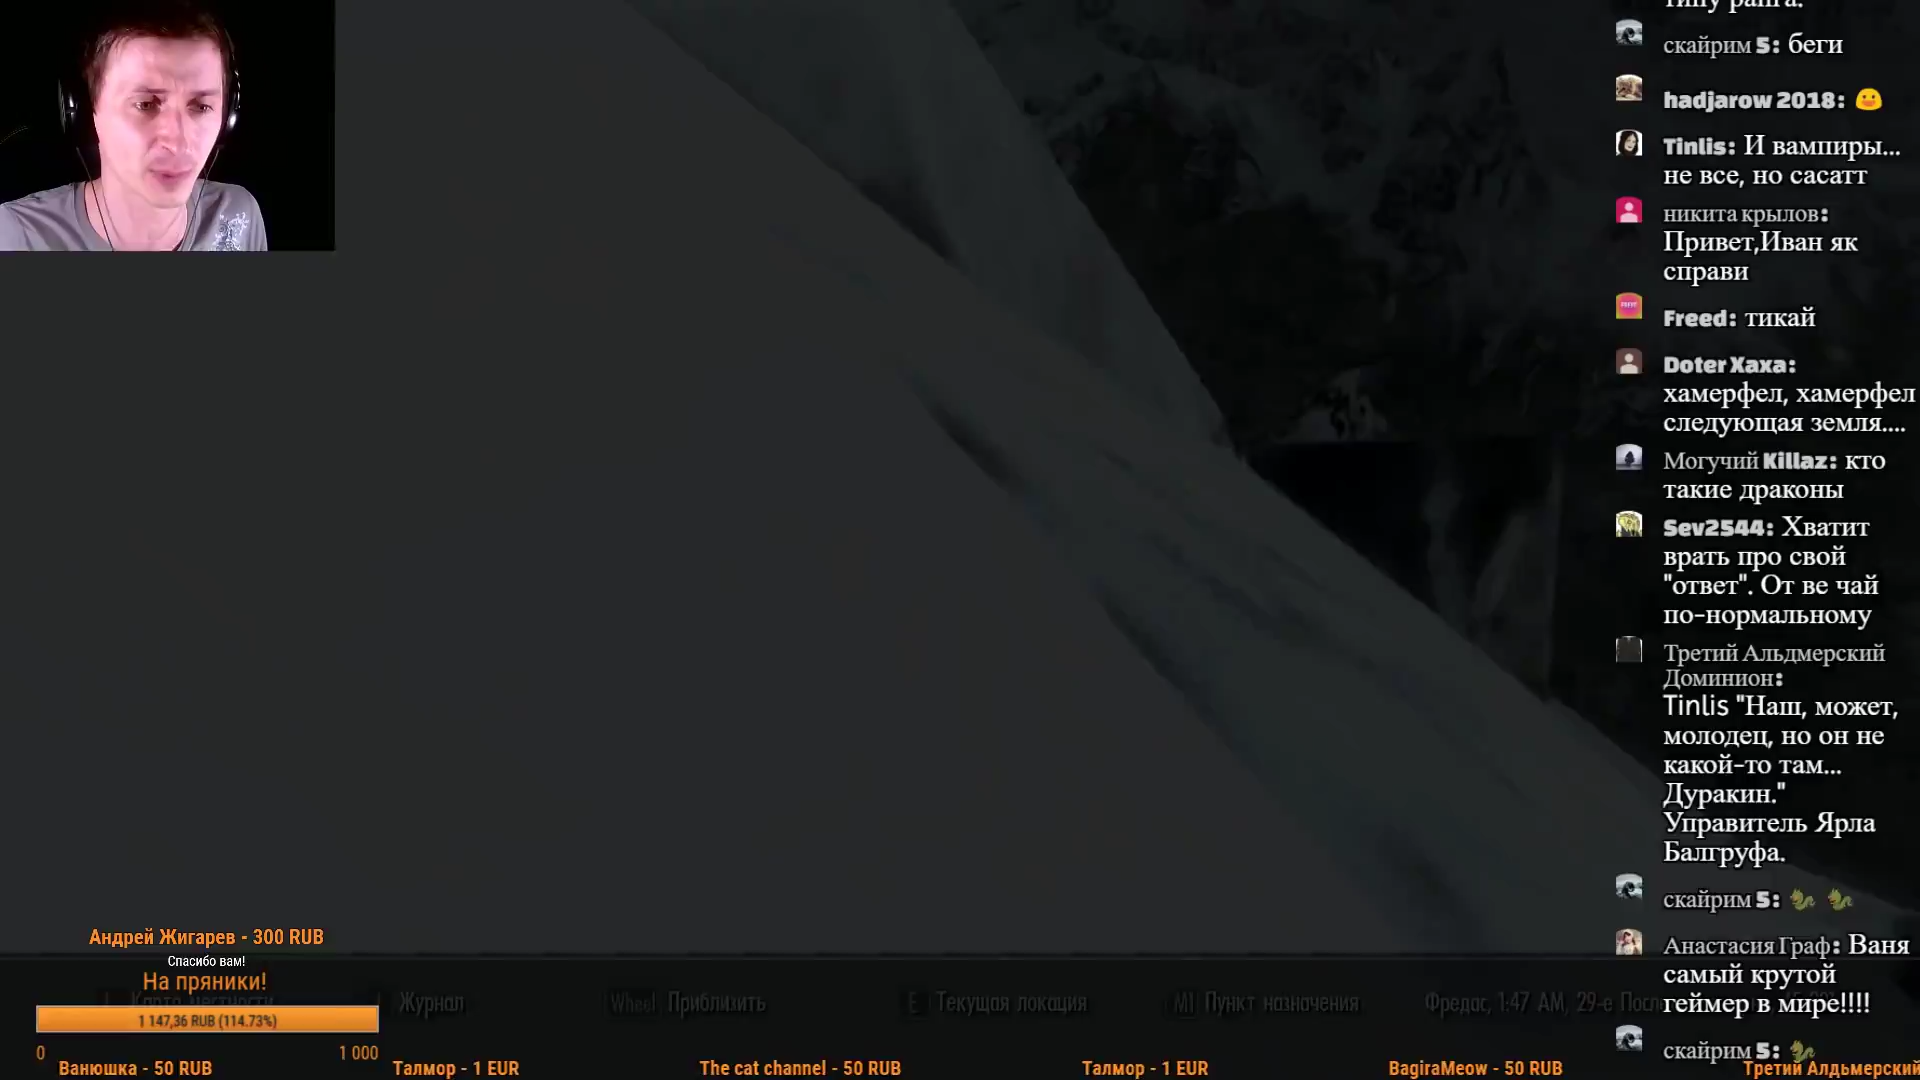 типу ранга.
скайрим 5: беги
hadjarow 2018:
Tinlis: И вампиры...
не все, но сасатт
никита крылов:
Привет,Иван як
справи
Freed: тикай
Doter Xaxa:
хамерфел, хамерфел
следующая земля....
Могучий Killaz: кто
такие драконы
Sev2544: Хватит
врать про свой
"ответ". От ве чай
по-нормальному
Третий Альдмерский
Доминион:
Tinlis "Наш, может,
молодец, но он не
какой-то там...
Дуракин."
Управитель Ярла
Балгруфа.
скайрим 5:
Анастасия Граф: Ваня
самый крутой
геймер в мире!!!!
скайрим 5:
Андрей Жигарев - 300 RUB
Спасибо вам!
На пряники!
1 147,36 RUB (114.73%)
0 1 000
Карта местности Журнал Wheel Приблизить E Текущая локация M1 Пункт назначения Фредас, 1:47 AM, 29-е
Ванюшка - 50 RUB Талмор - 1 EUR The cat channel - 50 RUB Талмор - 1 EUR BagiraMeow - 50 RUB Третий Алдьмерский